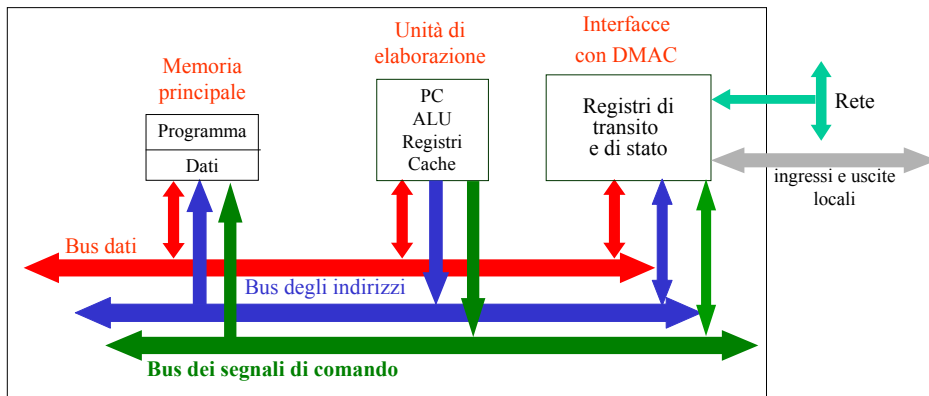 Memoria
principale
Programma
Dati
Unità di
elaborazione
PC
ALU
Registri
Cache
Interfacce
con DMAC
Registri di
transito
e di stato
Rete
ingressi e uscite
locali
Bus dati
Bus degli indirizzi
Bus dei segnali di comando